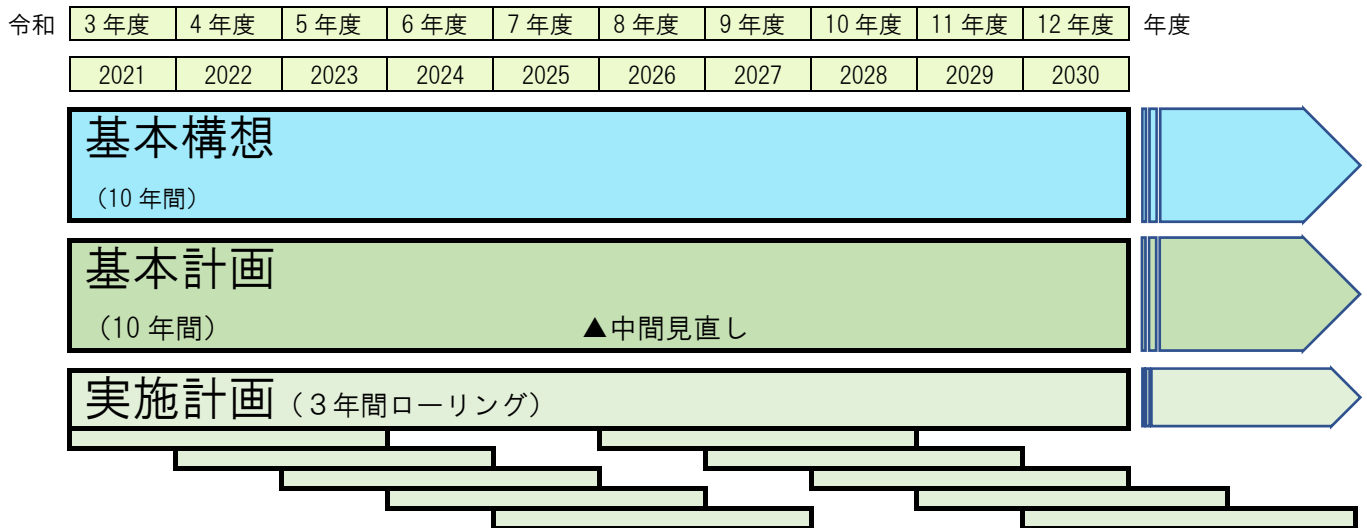 令和 3年度 4年度 5年度 6年度 7年度 8年度 9年度 10年度 11年度 12年度 年度
2021 2022 2023 2024 2025 2026 2027 2028 2029 2030
基本構想
（10年間）
基本計画
（10年間） ▲中間見直し
実施計画（３年間ローリング）